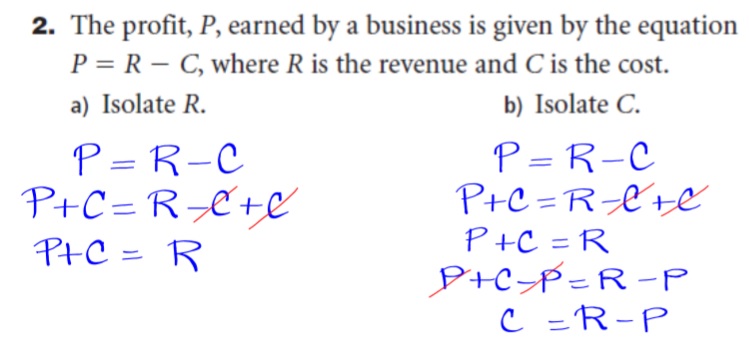 2. The profit, P, earned by a business is given by the equation
P = R − C, where R is the revenue and C is the cost.
a) Isolate R.
P = R − C
P + C = R − C + C
P + C = R
b) Isolate C.
P = R − C
P + C = R − C + C
P + C = R
P + C − P = R − P
C = R − P